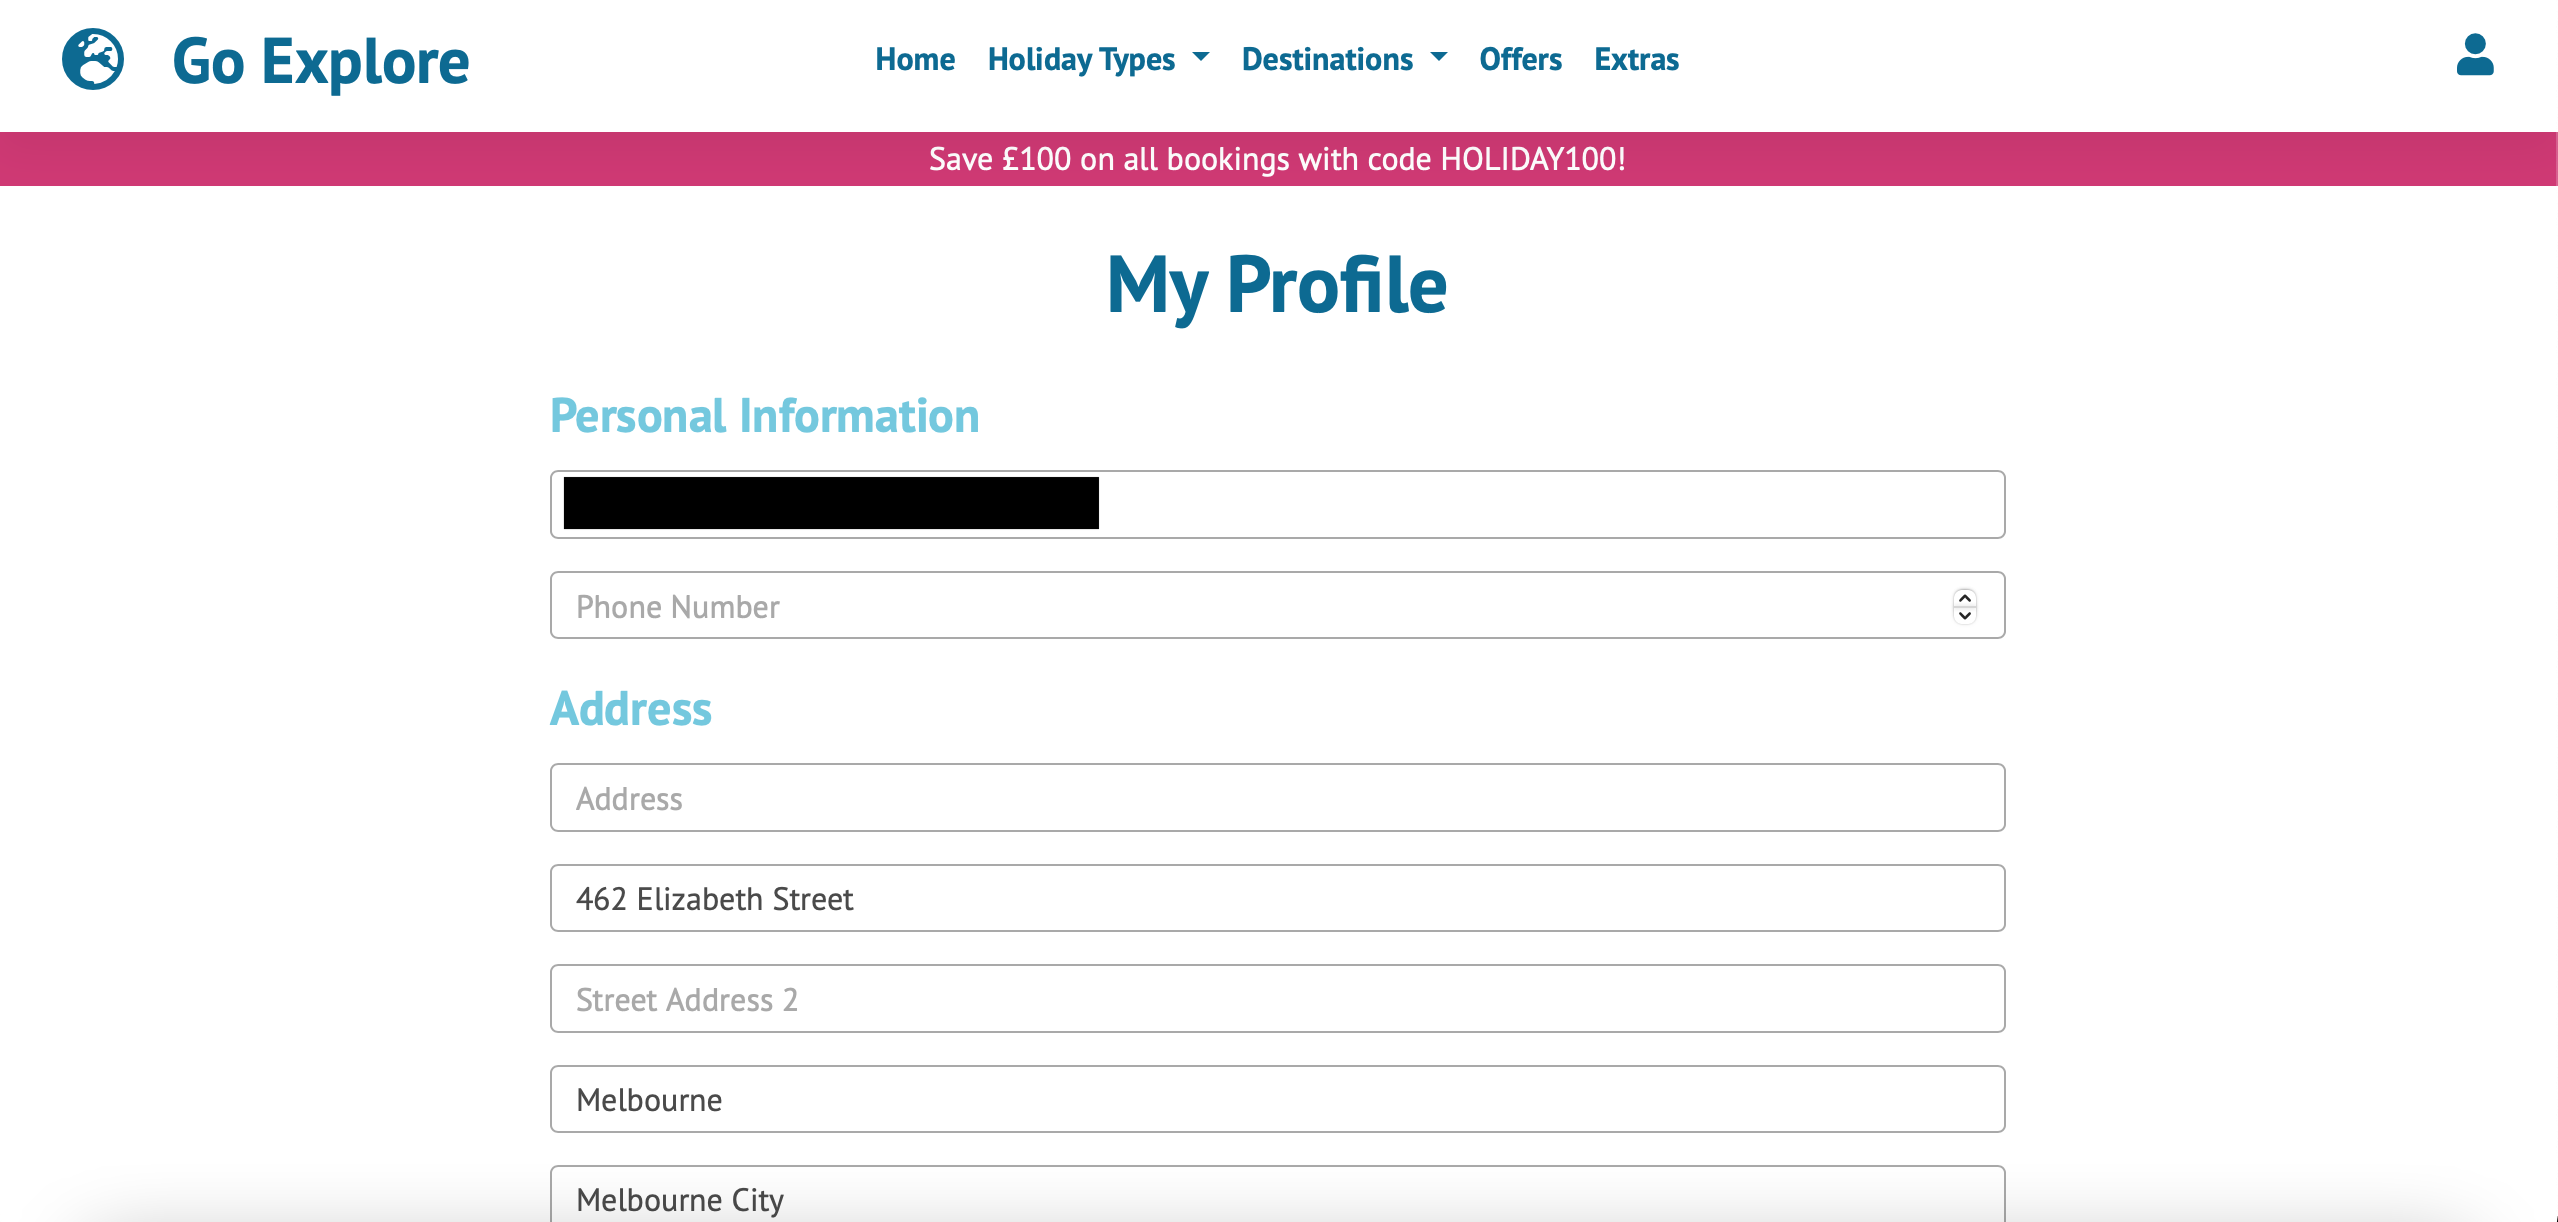 Go Explore
Home Holiday Types Destinations Offers Extras
Save £100 on all bookings with code HOLIDAY100!
My Profile
Personal Information
Phone Number
Address
Address
462 Elizabeth Street
Street Address 2
Melbourne
Melbourne City